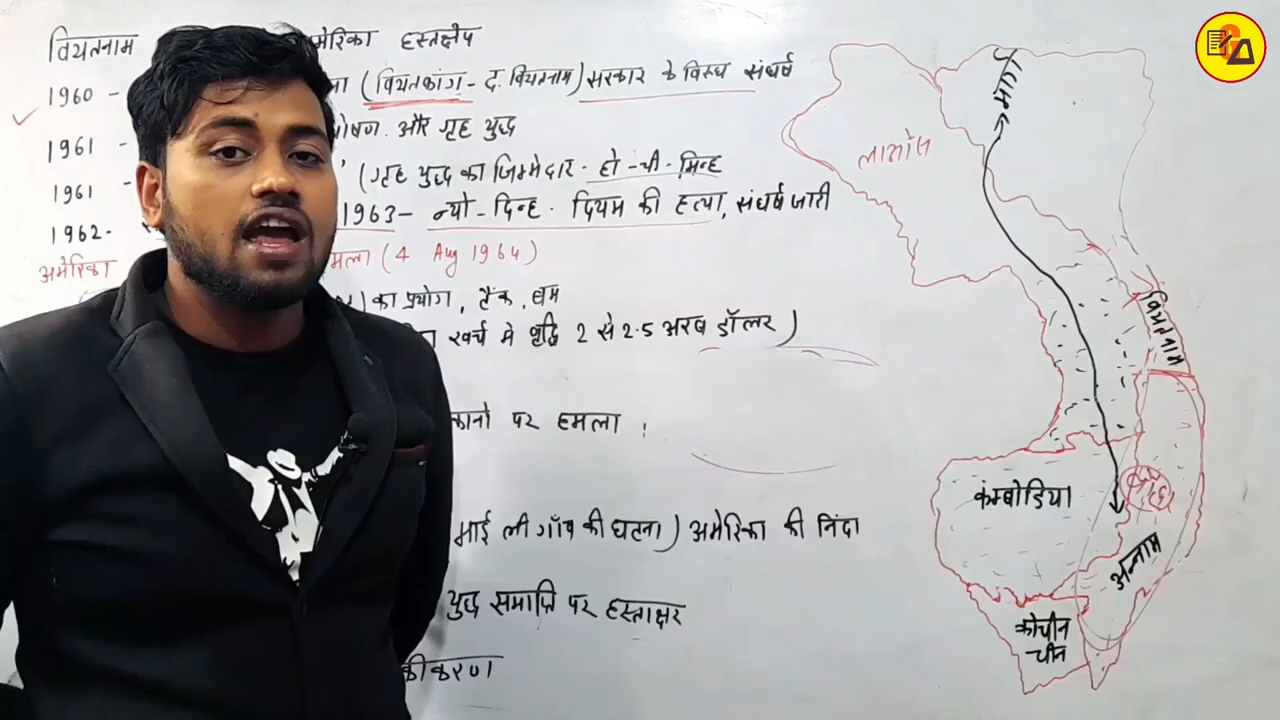 वियतनाम मेरिका हस्तक्षेप
1960 - ना (वियतकांग - द. वियतनाम) सरकार के विरुध संघर्ष
1961 - षण और गृह युद्ध
1961 - ' (गृह युद्ध का जिम्मेदार - हो - ची - मिन्ह
1962 - 1963 - न्यो - दिन्ह - दियम की हत्या, संघर्ष जारी
अमेरिका मला (4 Aug 1964)
) का प्रयोग, टैंक, बम
खर्च मे वृद्धि 2 से 2.5 अरब डॉलर)
कानो पर हमला
माई ली गाँव की घटना) अमेरिका की निंदा
युद्ध समाप्ति पर हस्ताक्षर
कीकरण
लाओस
वियतनाम
कंम्बोडिया
अन्नाम
कोचीन
चीन